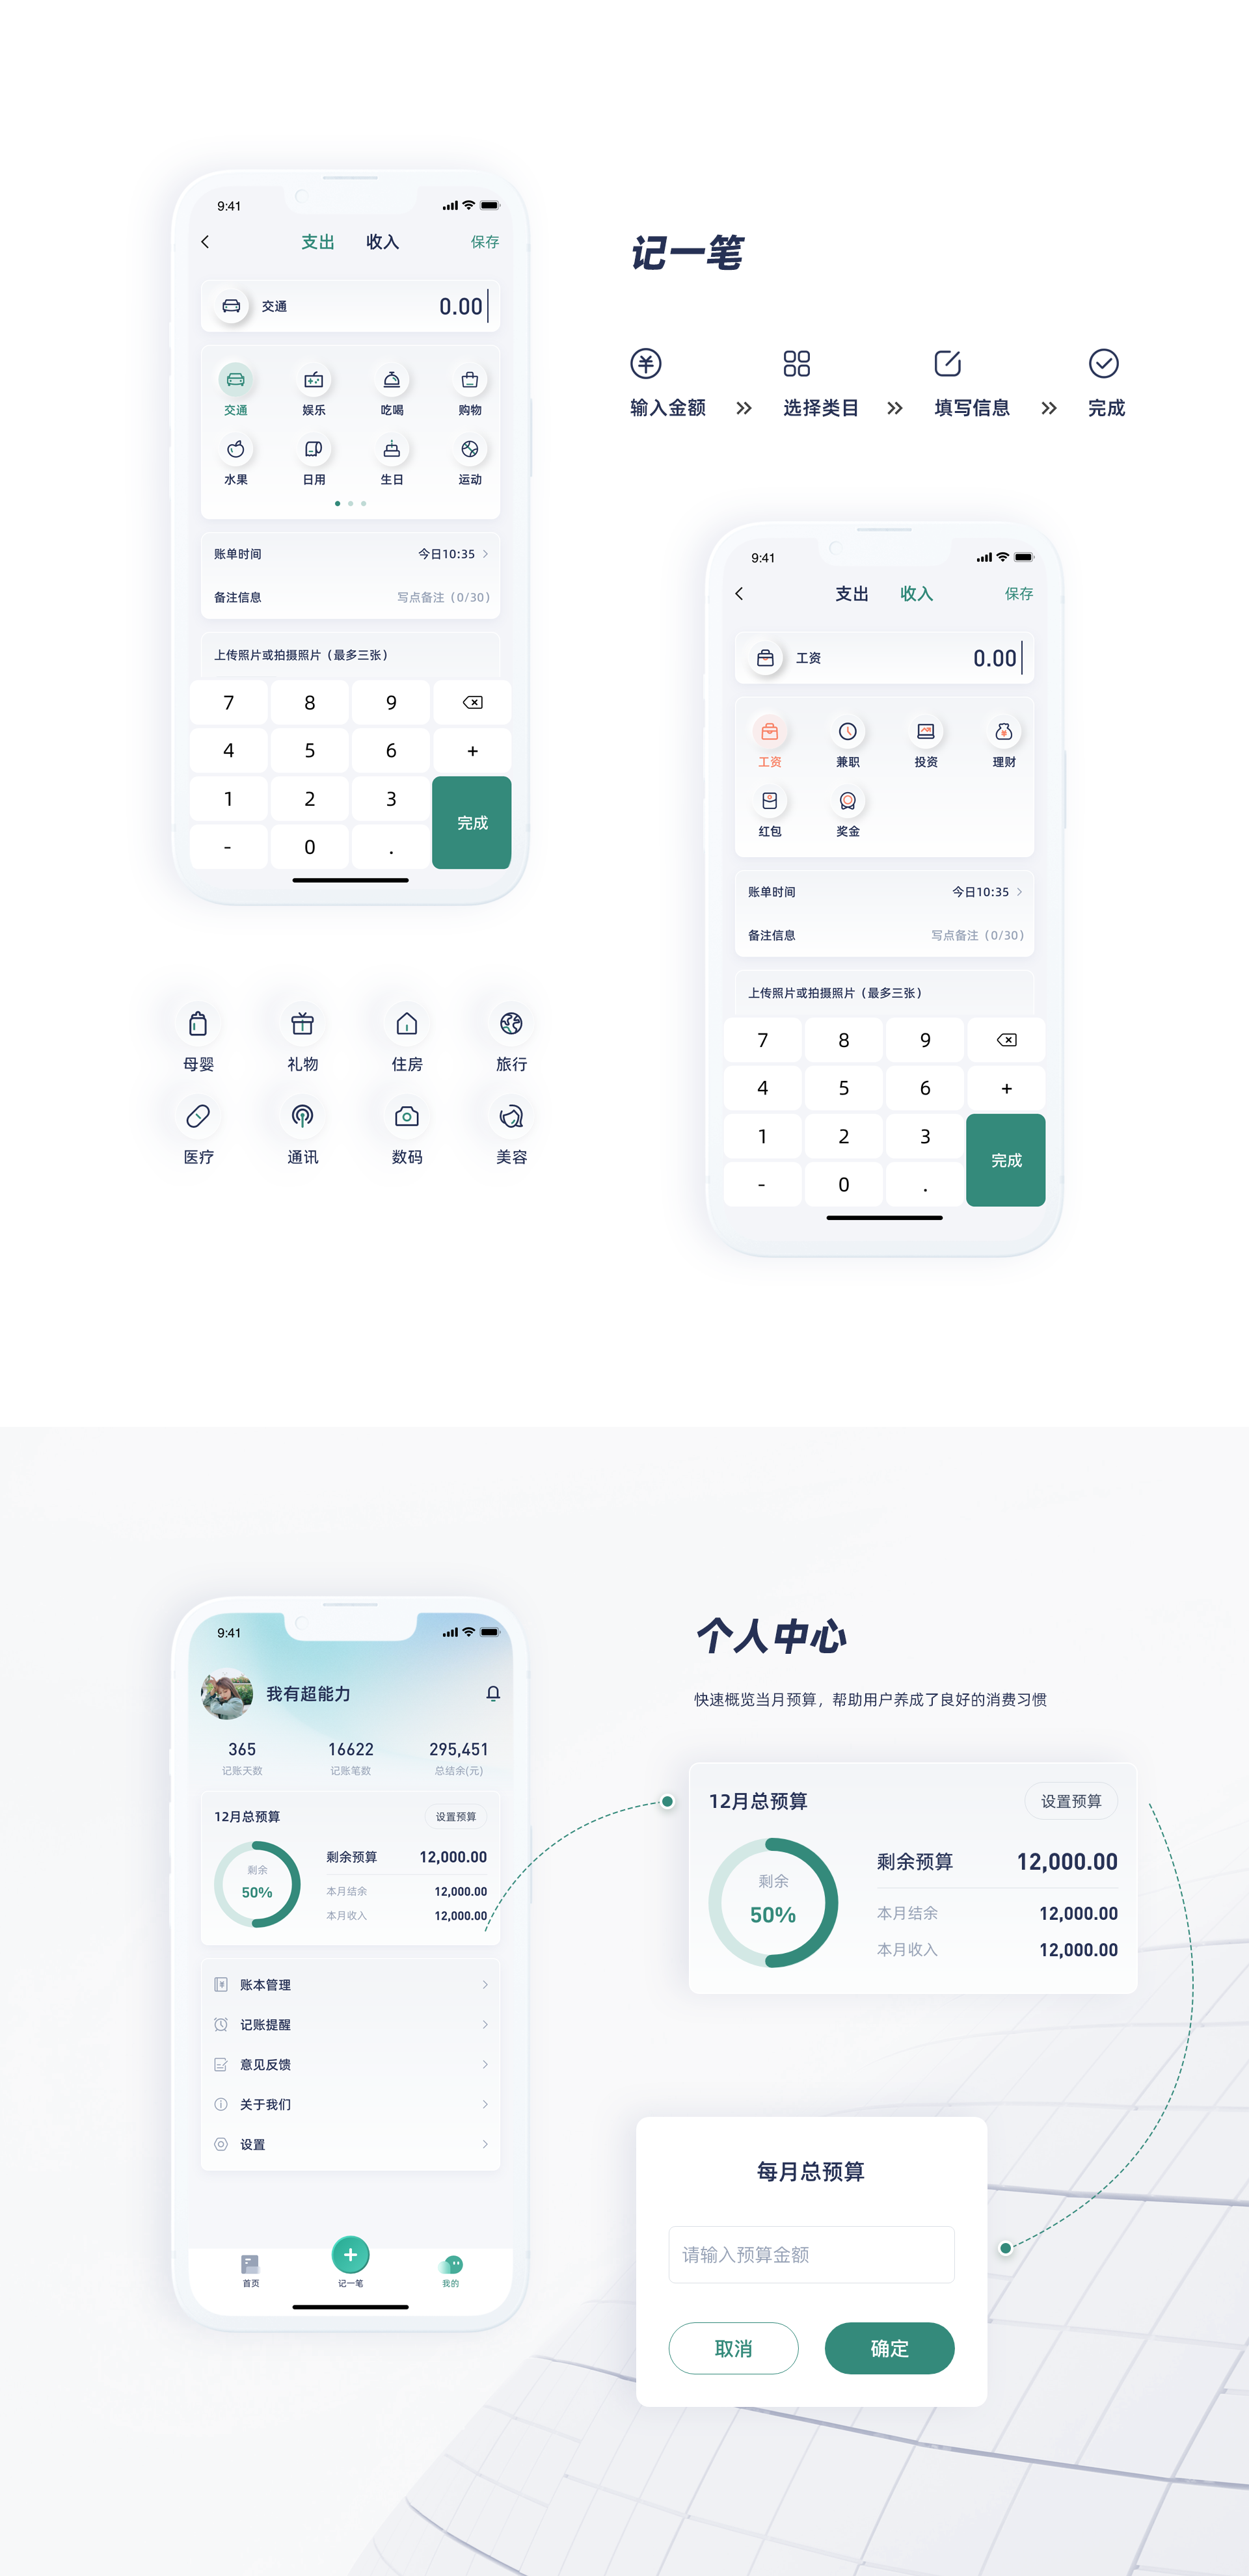 9:41
支出 收入 保存
交通 0.00
交通 娱乐 吃喝 购物
水果 日用 生日 运动
账单时间 今日10:35
备注信息 写点备注（0/30）
上传照片或拍摄照片（最多三张）
7 8 9
4 5 6 +
1 2 3
完成
- 0 .
记一笔
¥
输入金额 >> 选择类目 >> 填写信息 >> 完成
9:41
支出 收入 保存
工资 0.00
工资 兼职 投资 理财
红包 奖金
账单时间 今日10:35
备注信息 写点备注（0/30）
上传照片或拍摄照片（最多三张）
7 8 9
4 5 6 +
1 2 3
完成
- 0 .
母婴 礼物 住房 旅行
医疗 通讯 数码 美容
9:41
我有超能力
365 16622 295,451
记账天数 记账笔数 总结余(元)
12月总预算 设置预算
剩余
50%
剩余预算 12,000.00
本月结余 12,000.00
本月收入 12,000.00
账本管理
记账提醒
意见反馈
关于我们
设置
首页 记一笔 我的
个人中心
快速概览当月预算，帮助用户养成了良好的消费习惯
12月总预算 设置预算
剩余
50%
剩余预算 12,000.00
本月结余 12,000.00
本月收入 12,000.00
每月总预算
请输入预算金额
取消 确定